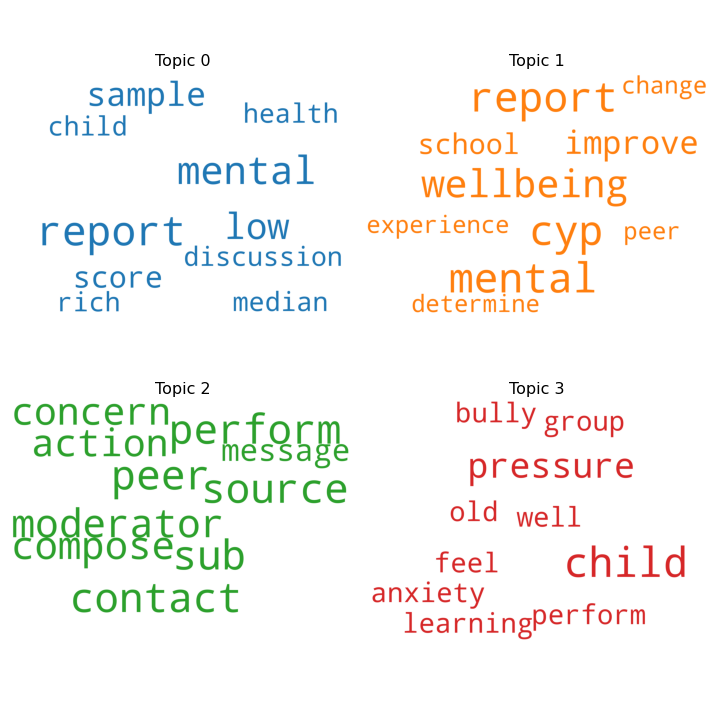 Topic 0
sample
child
health
mental
report
low
discussion
score
rich
median
Topic 1
report
change
school
improve
wellbeing
experience
cyp
peer
mental
determine
Topic 2
concern
perform
action
message
peer
source
moderator
compose
sub
contact
Topic 3
bully
group
pressure
old
well
feel
child
anxiety
learning
perform